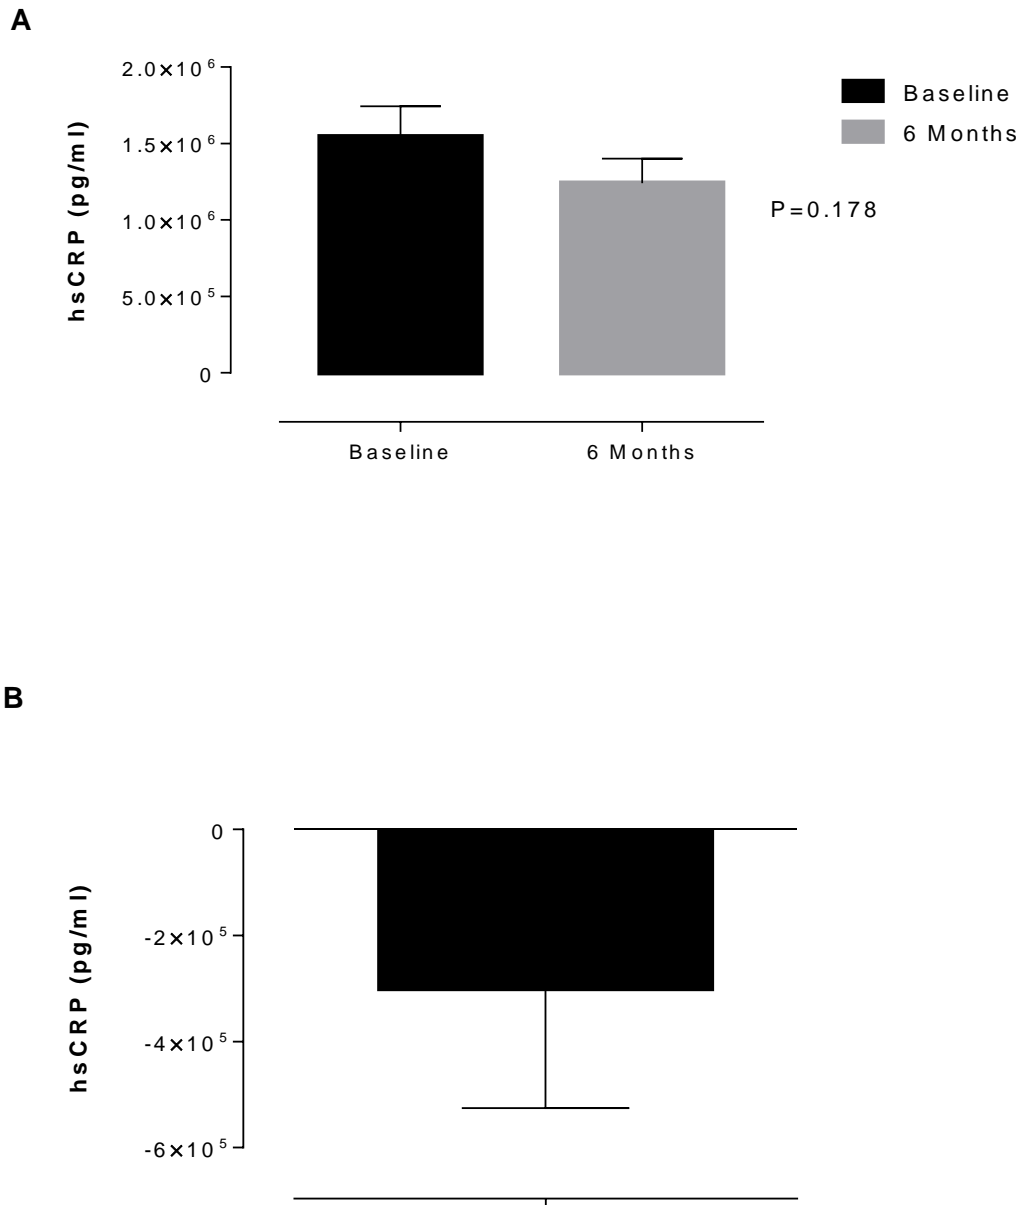 A
hsCRP (pg/ml)
2.0×10⁶
1.5×10⁶
1.0×10⁶
5.0×10⁵
0
Baseline
6 Months
Baseline
6 Months
P=0.178
B
hsCRP (pg/ml)
0
-2×10⁵
-4×10⁵
-6×10⁵